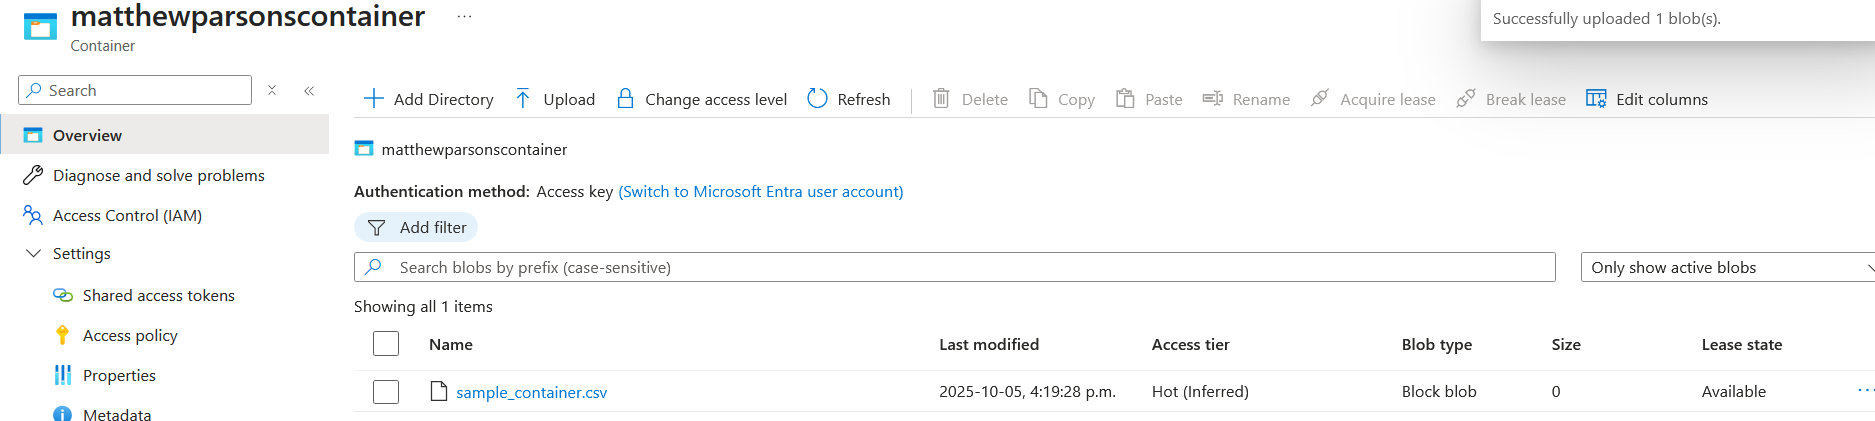 matthewparsonscontainer ...
Container
Successfully uploaded 1 blob(s).
Search
Overview
Diagnose and solve problems
Access Control (IAM)
Settings
Shared access tokens
Access policy
Properties
Metadata
Add Directory Upload Change access level Refresh Delete Copy Paste Rename Acquire lease Break lease Edit columns
matthewparsonscontainer
Authentication method: Access key (Switch to Microsoft Entra user account)
Add filter
Search blobs by prefix (case-sensitive) Only show active blobs
Showing all 1 items
Name Last modified Access tier Blob type Size Lease state
sample_container.csv 2025-10-05, 4:19:28 p.m. Hot (Inferred) Block blob 0 Available